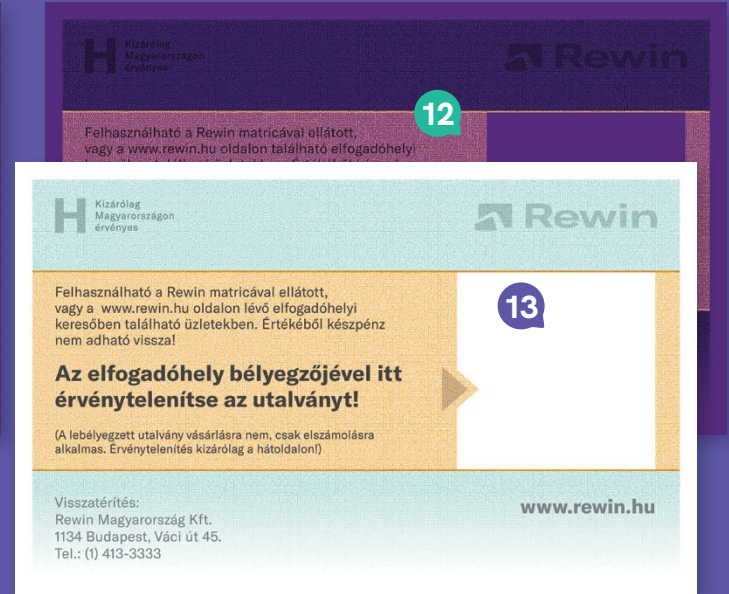 Kizárólag
Magyarországon
érvényes
H
Rewin
12
Felhasználható a Rewin matricával ellátott,
vagy a www.rewin.hu oldalon található elfogadóhelyi
H
Kizárólag
Magyarországon
érvényes
Rewin
Felhasználható a Rewin matricával ellátott,
vagy a www.rewin.hu oldalon lévő elfogadóhelyi
keresőben található üzletekben. Értékéből készpénz
nem adható vissza!
13
Az elfogadóhely bélyegzőjével itt
érvénytelenítse az utalványt!
(A lebélyegzett utalvány vásárlásra nem, csak elszámolásra
alkalmas. Érvénytelenítés kizárólag a hátoldalon!)
Visszatérítés:
Rewin Magyarország Kft.
1134 Budapest, Váci út 45.
Tel.: (1) 413-3333
www.rewin.hu